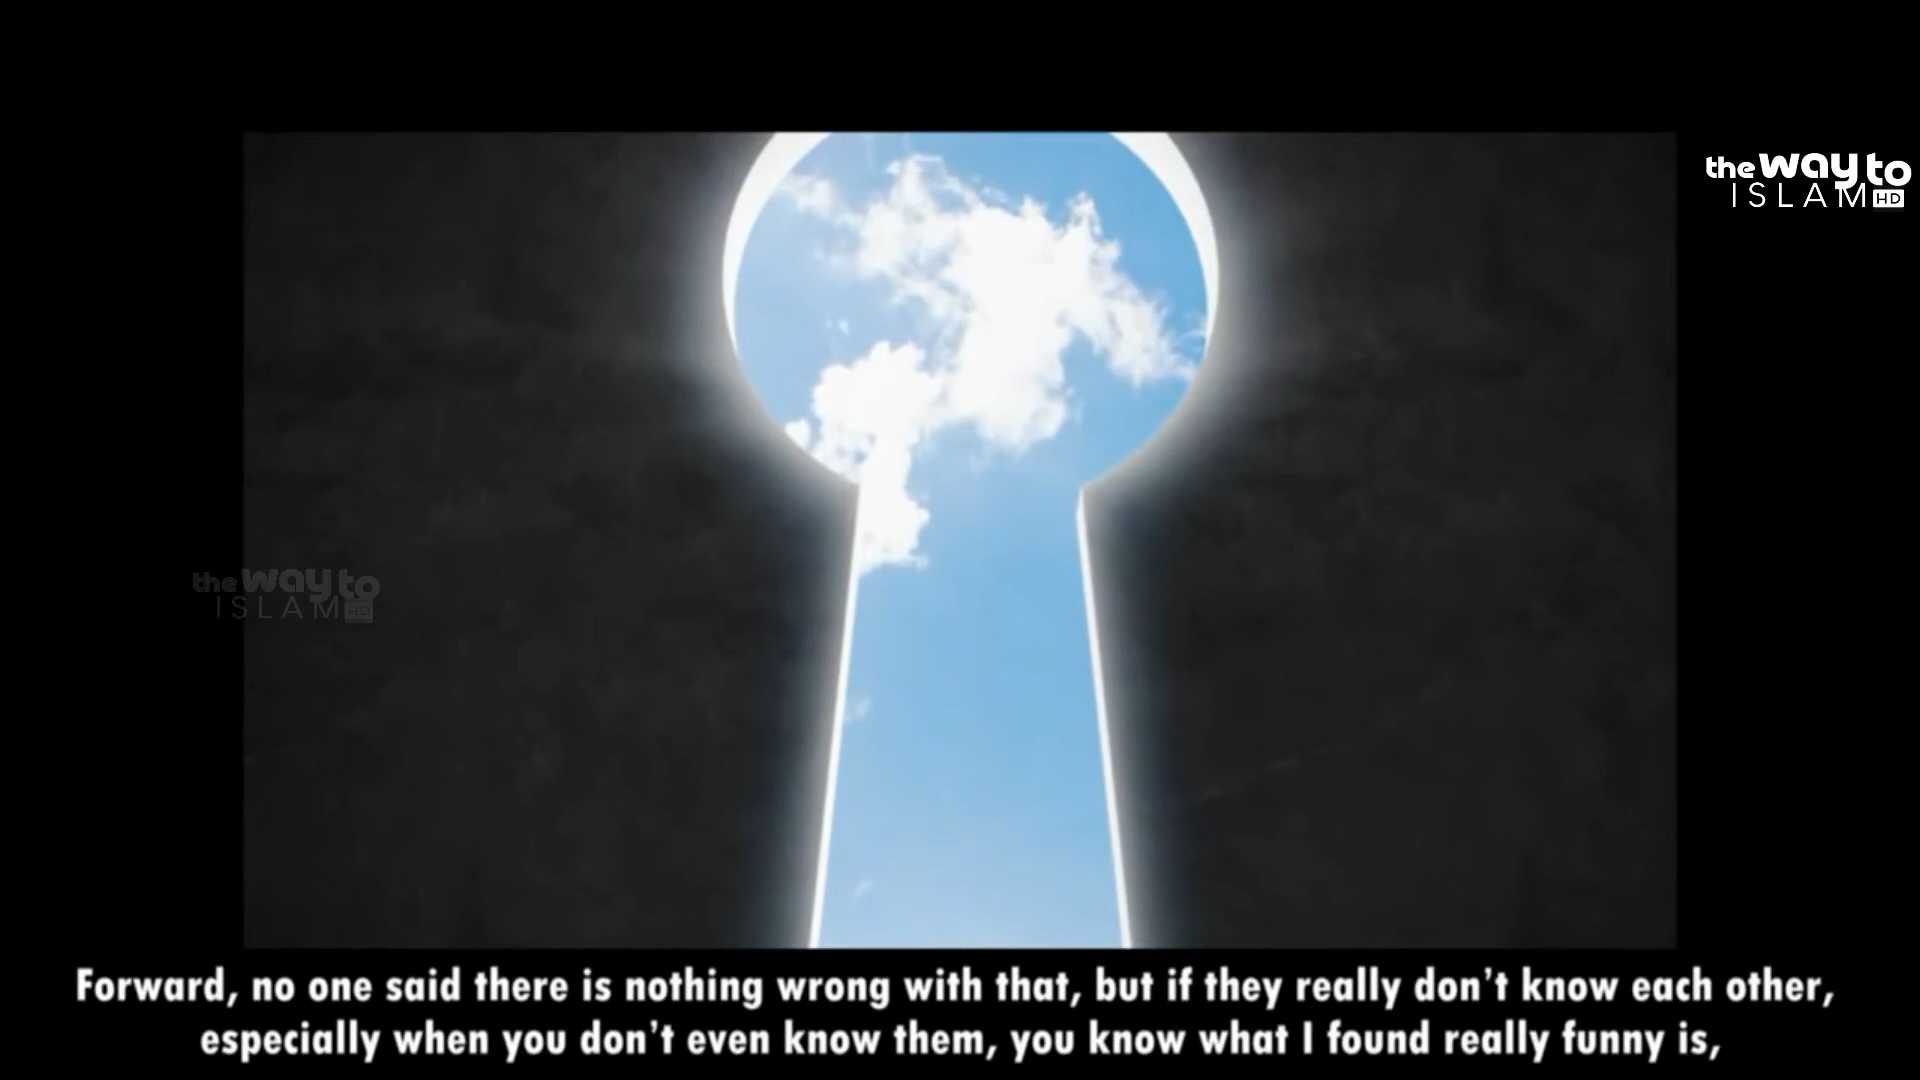 the way to
ISLAM HD
the way to
ISLAM HD
Forward, no one said there is nothing wrong with that, but if they really don't know each other,
especially when you don't even know them, you know what I found really funny is,